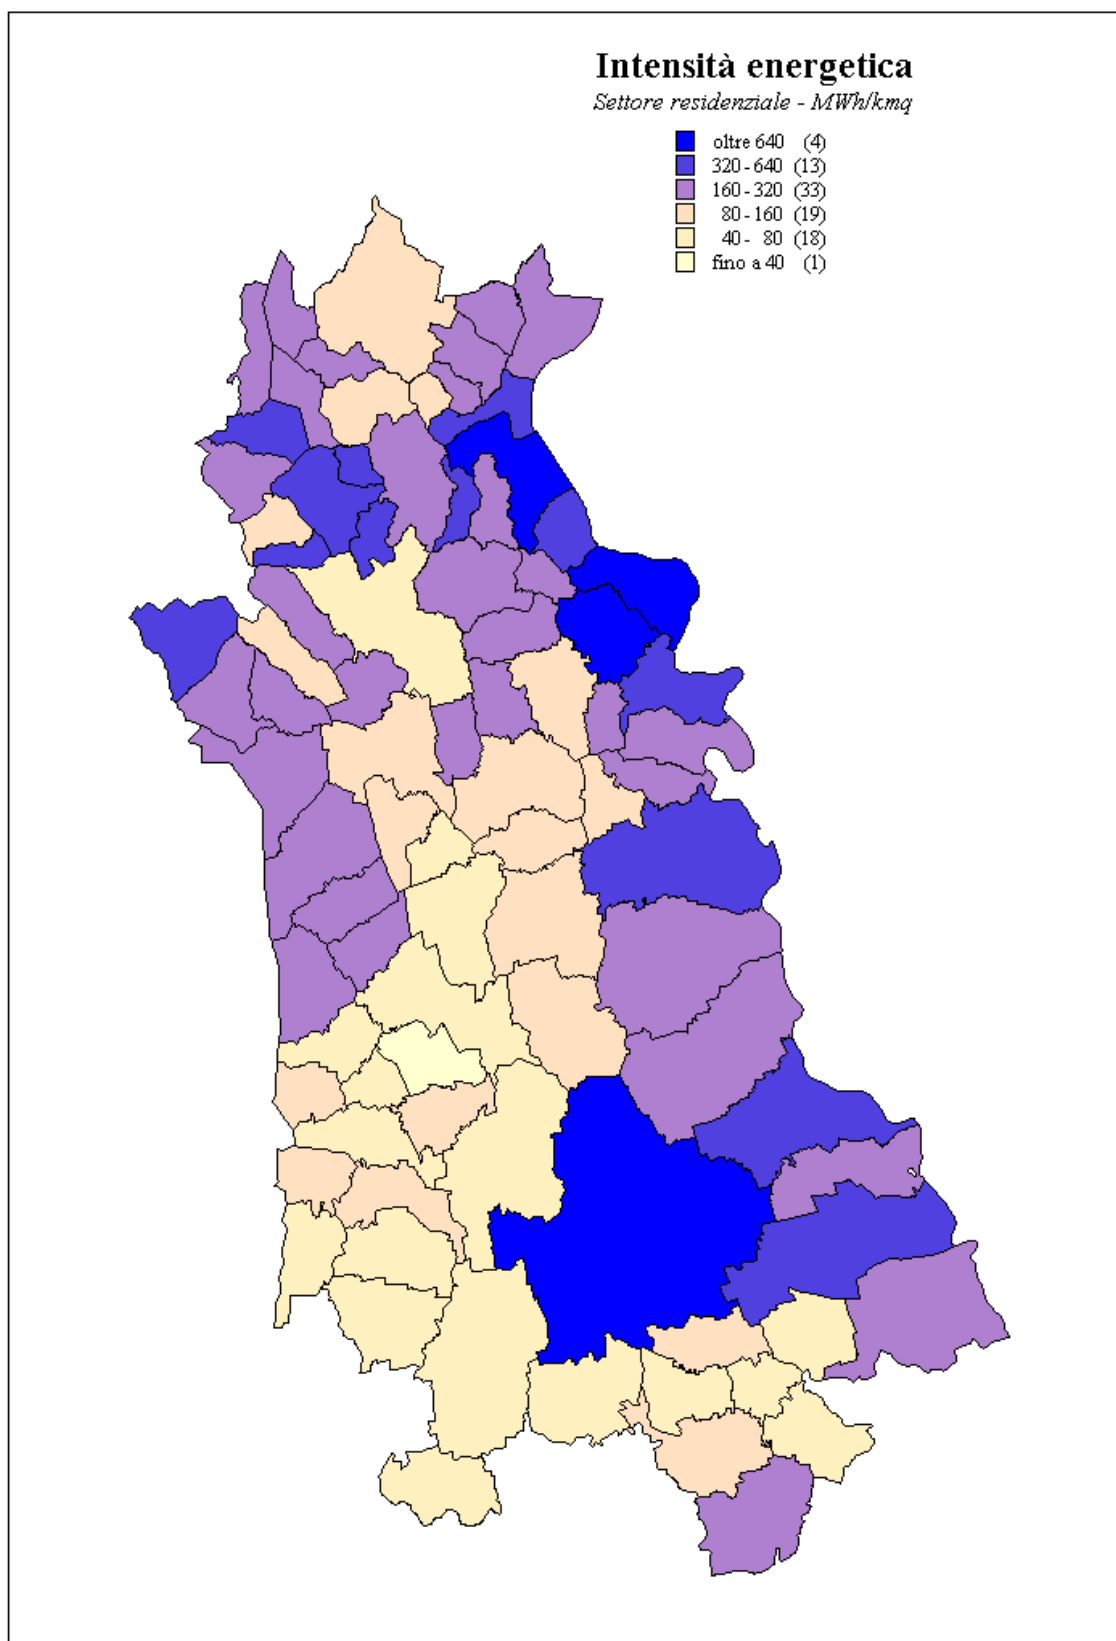 Intensità energetica
Settore residenziale - MWh/kmq
oltre 640 (4)
320 - 640 (13)
160 - 320 (33)
80 - 160 (19)
40 - 80 (18)
fino a 40 (1)